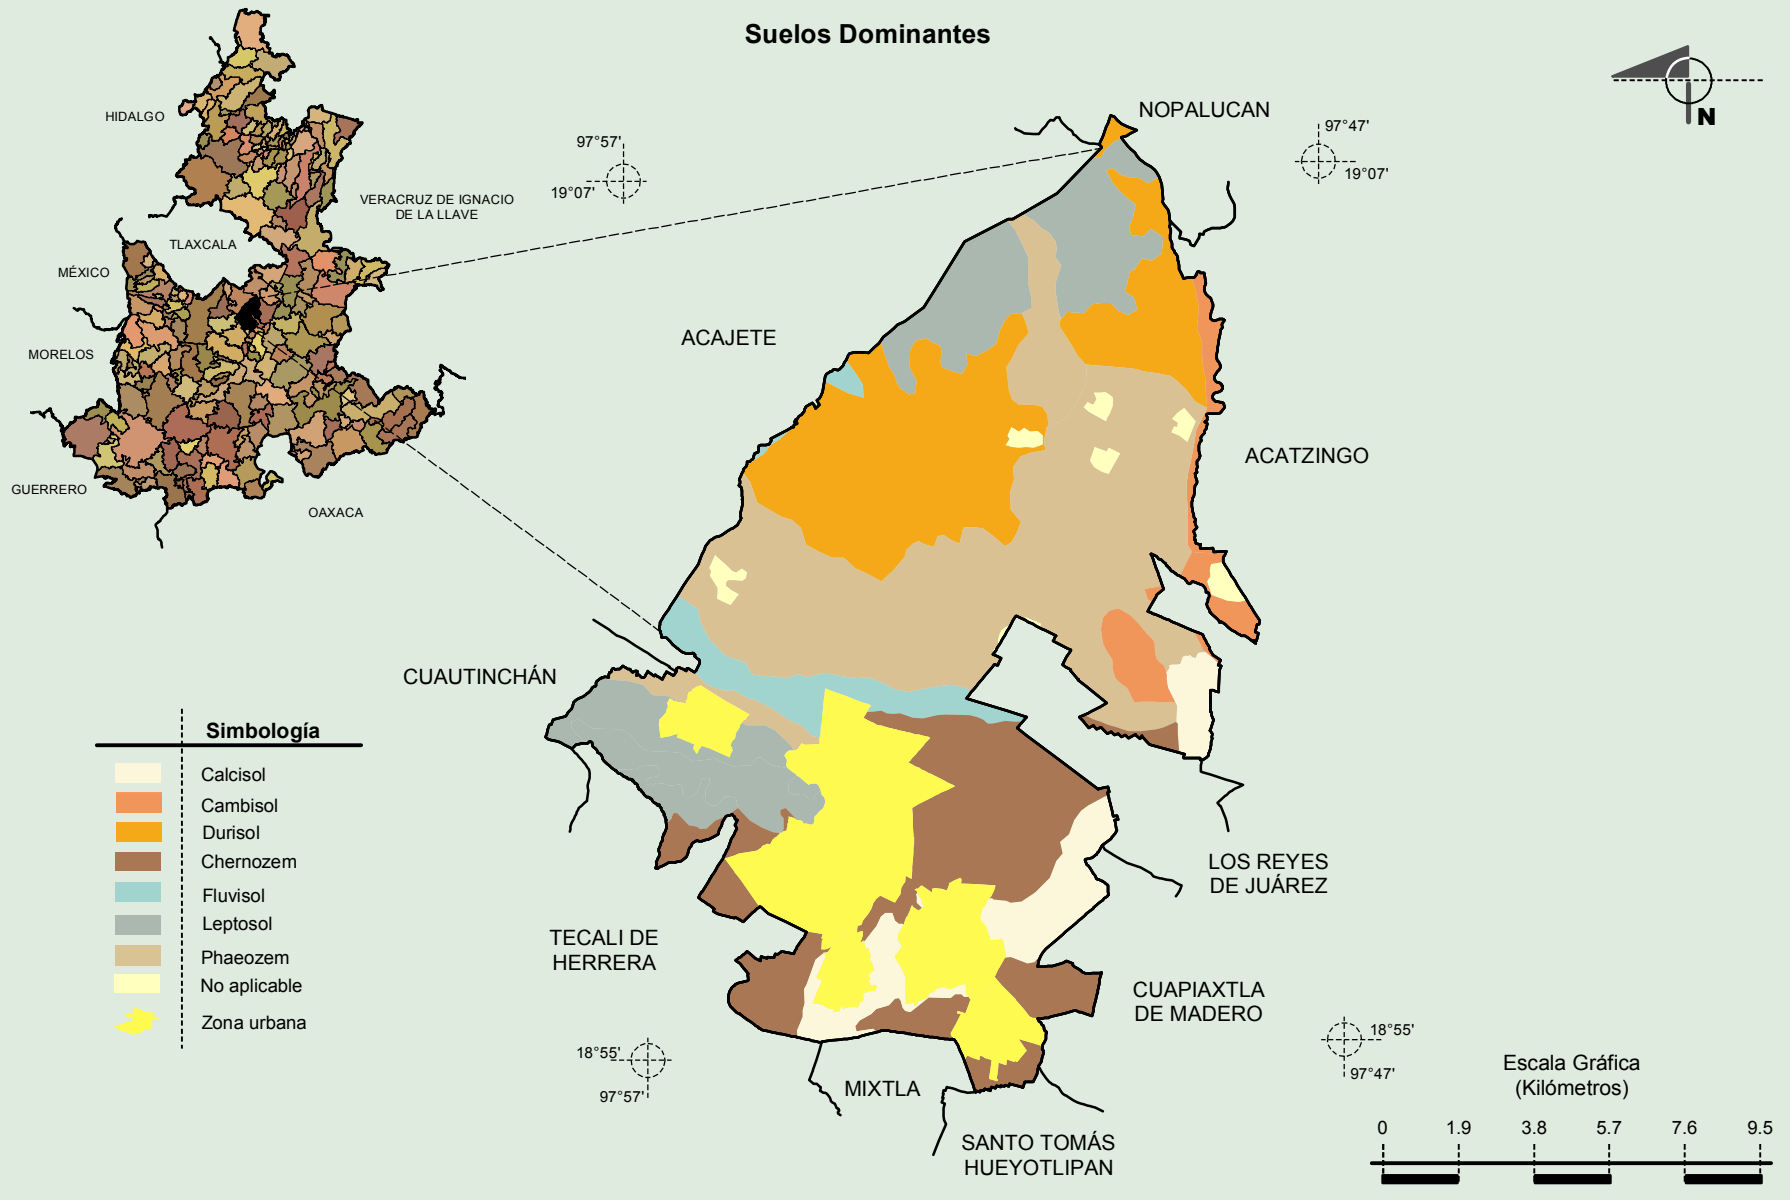 Suelos Dominantes
N
HIDALGO
VERACRUZ DE IGNACIO
DE LA LLAVE
TLAXCALA
MÉXICO
MORELOS
GUERRERO
OAXACA
97°57'
19°07'
97°47'
19°07'
NOPALUCAN
ACAJETE
ACATZINGO
CUAUTINCHÁN
LOS REYES
DE JUÁREZ
TECALI DE
HERRERA
CUAPIAXTLA
DE MADERO
MIXTLA
SANTO TOMÁS
HUEYOTLIPAN
18°55'
97°57'
18°55'
97°47'
Simbología
Calcisol
Cambisol
Durisol
Chernozem
Fluvisol
Leptosol
Phaeozem
No aplicable
Zona urbana
Escala Gráfica
(Kilómetros)
0 1.9 3.8 5.7 7.6 9.5